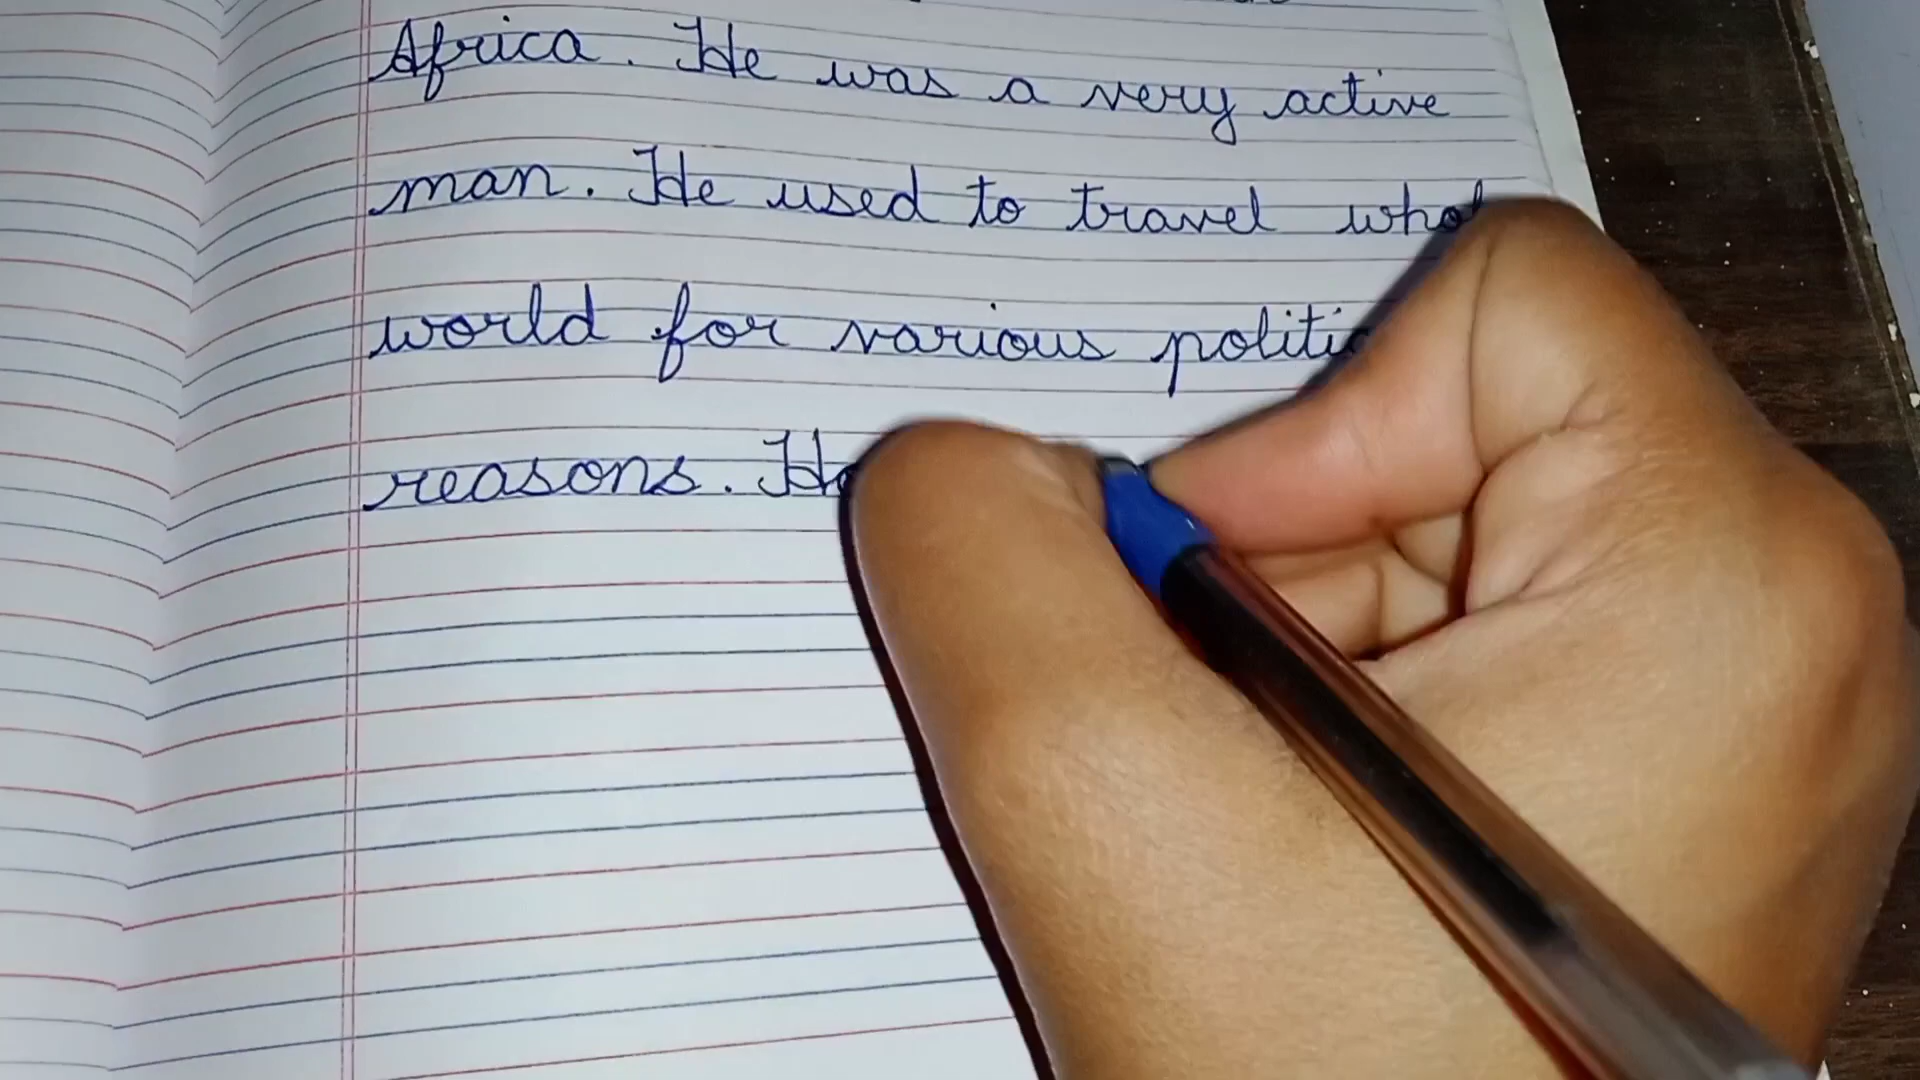 Africa. He was a very active
man. He used to travel
world for various
reasons.